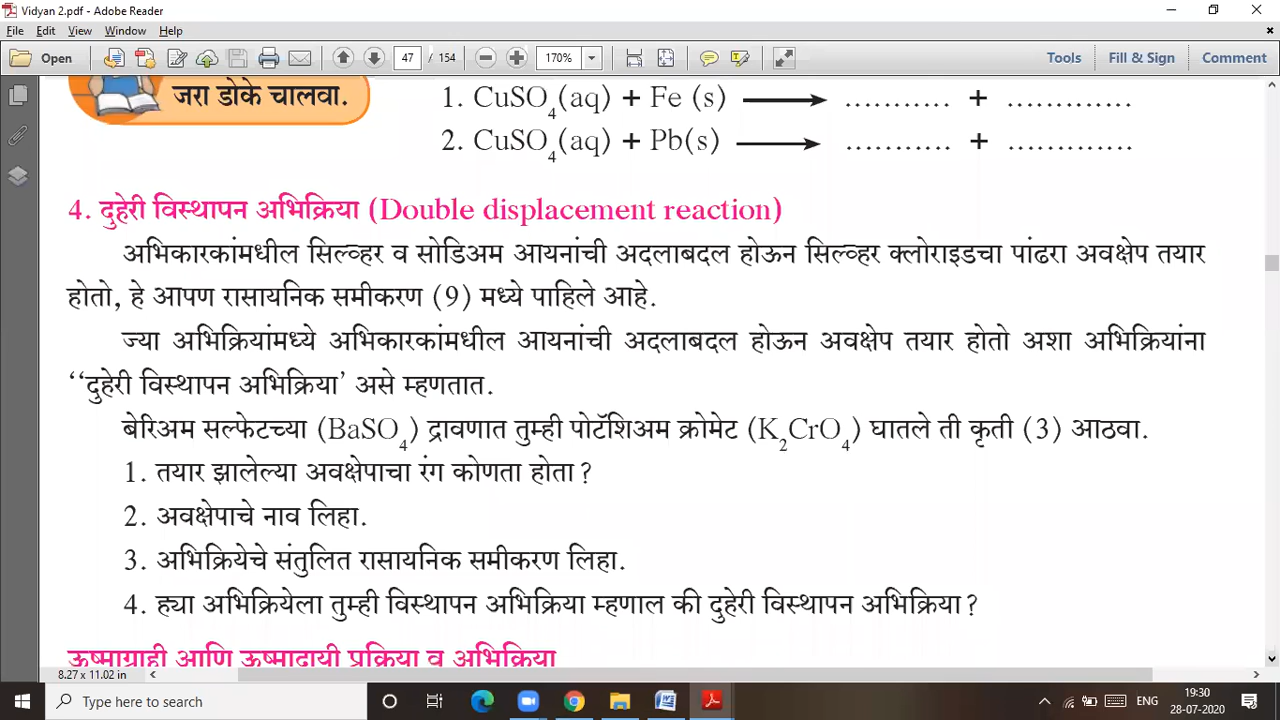 Vidyan 2.pdf - Adobe Reader
File Edit View Window Help
Open 47 / 154 170% Tools Fill & Sign Comment
जरा डोके चालवा.
1. CuSO4(aq) + Fe (s) ⟶ ........... + .............
2. CuSO4(aq) + Pb(s) ⟶ ........... + .............
4. दुहेरी विस्थापन अभिक्रिया (Double displacement reaction)
अभिकारकांमधील सिल्व्हर व सोडिअम आयनांची अदलाबदल होऊन सिल्व्हर क्लोराइडचा पांढरा अवक्षेप तयार
होतो, हे आपण रासायनिक समीकरण (9) मध्ये पाहिले आहे.
ज्या अभिक्रियांमध्ये अभिकारकांमधील आयनांची अदलाबदल होऊन अवक्षेप तयार होतो अशा अभिक्रियांना
‘‘दुहेरी विस्थापन अभिक्रिया’ असे म्हणतात.
बेरिअम सल्फेटच्या (BaSO4) द्रावणात तुम्ही पोटॅशिअम क्रोमेट (K2CrO4) घातले ती कृती (3) आठवा.
1. तयार झालेल्या अवक्षेपाचा रंग कोणता होता?
2. अवक्षेपाचे नाव लिहा.
3. अभिक्रियेचे संतुलित रासायनिक समीकरण लिहा.
4. ह्या अभिक्रियेला तुम्ही विस्थापन अभिक्रिया म्हणाल की दुहेरी विस्थापन अभिक्रिया?
ऊष्माग्राही आणि ऊष्मादायी प्रक्रिया व अभिक्रिया
8.27 x 11.02 in
Type here to search
ENG
19:30
28-07-2020